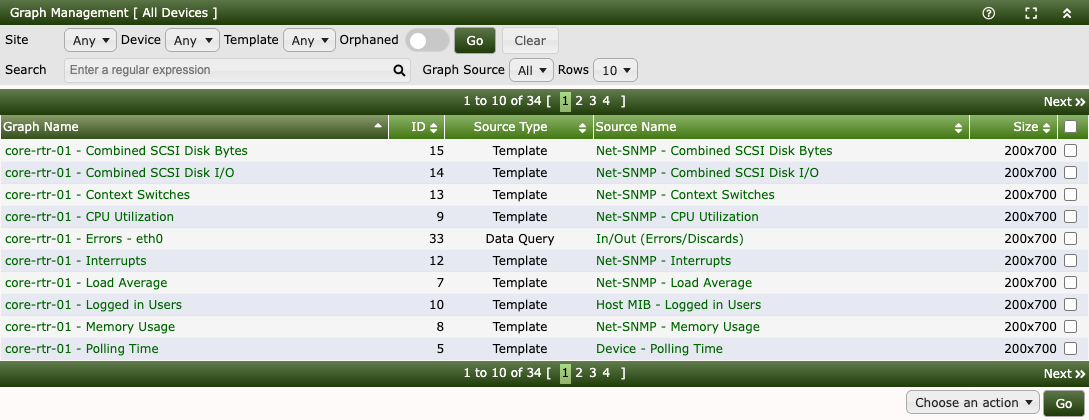 Graph Management [ All Devices ]
Site Any Device Any Template Any Orphaned Go Clear
Search Enter a regular expression Graph Source All Rows 10
1 to 10 of 34 [ 1 2 3 4 ] Next
Graph Name ID Source Type Source Name Size
core-rtr-01 - Combined SCSI Disk Bytes 15 Template Net-SNMP - Combined SCSI Disk Bytes 200x700
core-rtr-01 - Combined SCSI Disk I/O 14 Template Net-SNMP - Combined SCSI Disk I/O 200x700
core-rtr-01 - Context Switches 13 Template Net-SNMP - Context Switches 200x700
core-rtr-01 - CPU Utilization 9 Template Net-SNMP - CPU Utilization 200x700
core-rtr-01 - Errors - eth0 33 Data Query In/Out (Errors/Discards) 200x700
core-rtr-01 - Interrupts 12 Template Net-SNMP - Interrupts 200x700
core-rtr-01 - Load Average 7 Template Net-SNMP - Load Average 200x700
core-rtr-01 - Logged in Users 10 Template Host MIB - Logged in Users 200x700
core-rtr-01 - Memory Usage 8 Template Net-SNMP - Memory Usage 200x700
core-rtr-01 - Polling Time 5 Template Device - Polling Time 200x700
1 to 10 of 34 [ 1 2 3 4 ] Next
Choose an action Go